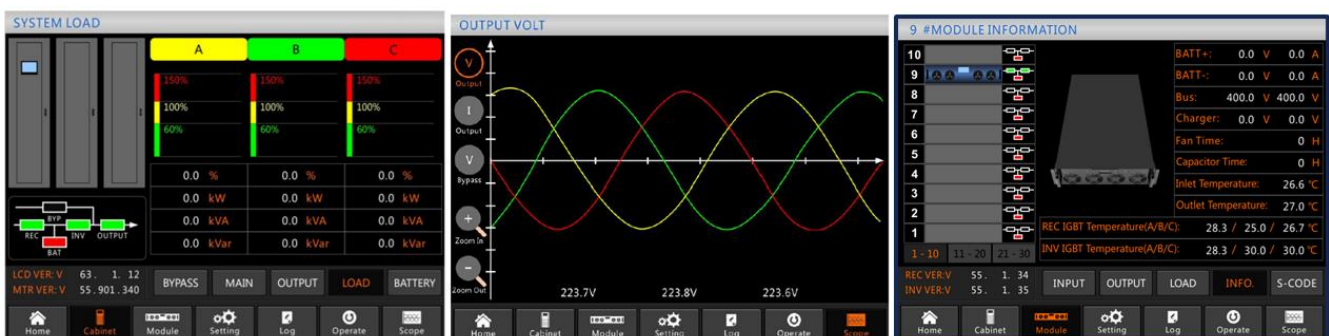 SYSTEM LOAD
A B C
150% 150% 150%
100% 100% 100%
60% 60% 60%
0.0 % 0.0 % 0.0 %
0.0 kW 0.0 kW 0.0 kW
0.0 kVA 0.0 kVA 0.0 kVA
0.0 kVar 0.0 kVar 0.0 kVar
BYP
REC INV OUTPUT
BAT
LCD VER: V 63. 1. 12
MTR VER: V 55.901.340
BYPASS MAIN OUTPUT LOAD BATTERY
Home Cabinet Module Setting Log Operate Scope
OUTPUT VOLT
V
Output
I
Output
V
Bypass
+
Zoom In
-
Zoom Out
223.7V 223.8V 223.6V
Home Cabinet Module Setting Log Operate Scope
9 #MODULE INFORMATION
10
9
8
7
6
5
4
3
2
1
1 - 10 11 - 20 21 - 30
BATT+: 0.0 V 0.0 A
BATT-: 0.0 V 0.0 A
Bus: 400.0 V 400.0 V
Charger: 0.0 V 0.0 V
Fan Time: 0 H
Capacitor Time: 0 H
Inlet Temperature: 26.6 ℃
Outlet Temperature: 27.0 ℃
REC IGBT Temperature(A/B/C): 28.3 / 25.0 / 26.7 ℃
INV IGBT Temperature(A/B/C): 28.3 / 30.0 / 30.0 ℃
REC VER:V 55. 1. 34
INV VER:V 55. 1. 35
INPUT OUTPUT LOAD INFO. S-CODE
Home Cabinet Module Setting Log Operate Scope